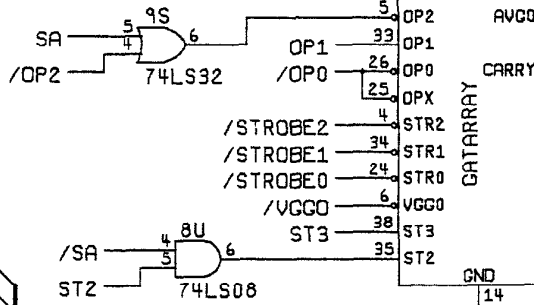 9S
5 OP2 AVGO
SA 5 6
/OP2 4
74LS32
OP1 33 OP1
/OP0 26 OP0 CARRY
25 OPX
/STROBE2 4 STR2
/STROBE1 34 STR1
/STROBE0 24 STR0
GATARRAY
/VGGO 6 VGGO
ST3 38 ST3
8U
/SA 4 6 35 ST2
ST2 5
74LS08
GND
14